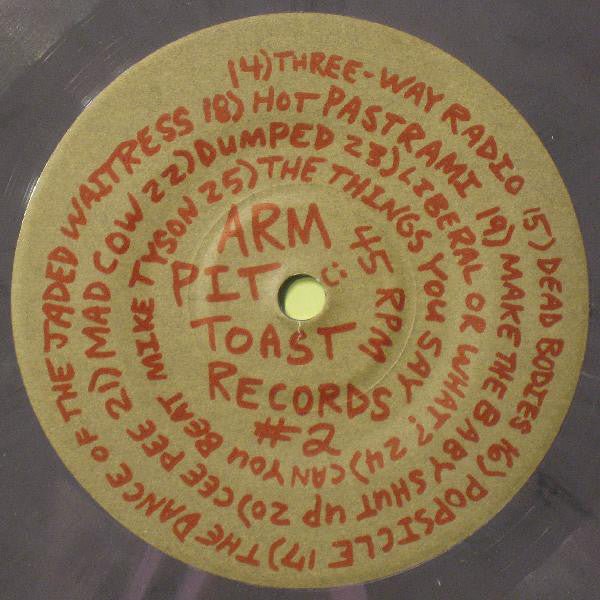 14) THREE-WAY RADIO 15) DEAD BODIES 16) POPSICLE 17) THE DANCE OF THE JADED WAITRESS
18) HOT PASTRAMI 19) MAKE THE BABY SHUT UP 20) CEE PEE 21) MAD COW
22) DUMPED 23) LIBERAL OR WHAT? 24) CAN YOU BEAT MIKE TYSON
25) THE THINGS YOU SAY
ARM
PIT
TOAST
RECORDS
#2
45 RPM